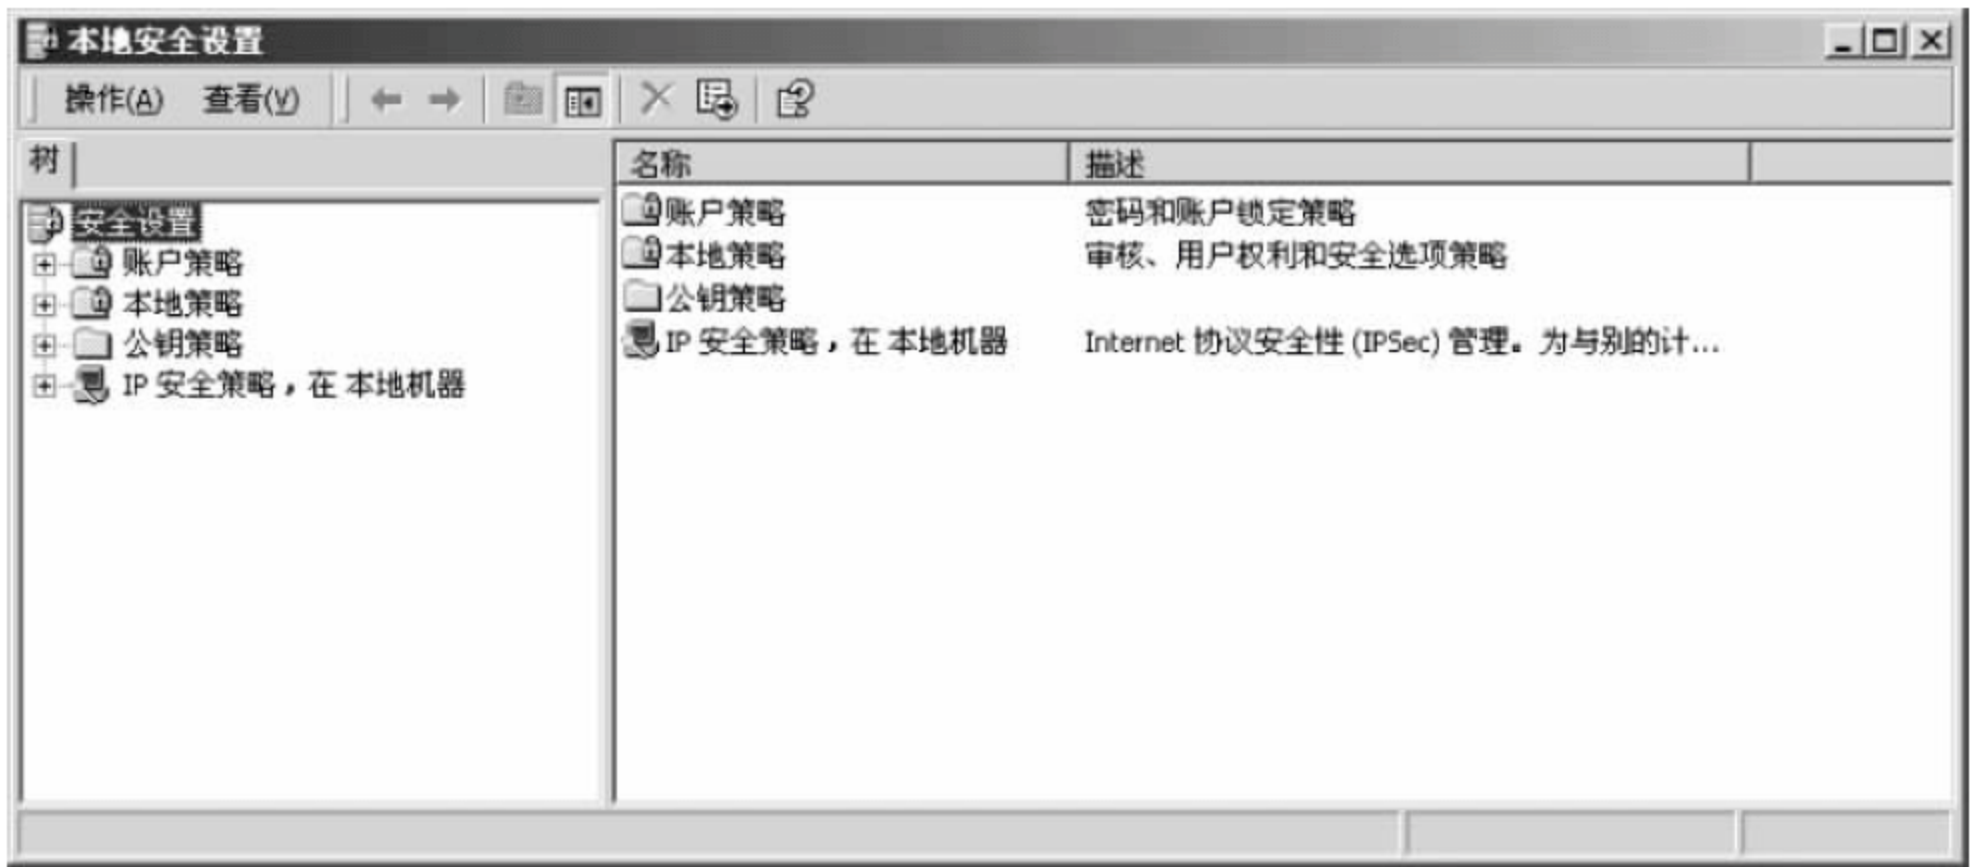 本地安全设置
操作(A) 查看(V)
树
安全设置
账户策略
本地策略
公钥策略
IP 安全策略，在 本地机器
名称 描述
账户策略 密码和账户锁定策略
本地策略 审核、用户权利和安全选项策略
公钥策略
IP 安全策略，在 本地机器 Internet 协议安全性 (IPSec) 管理。为与别的计...